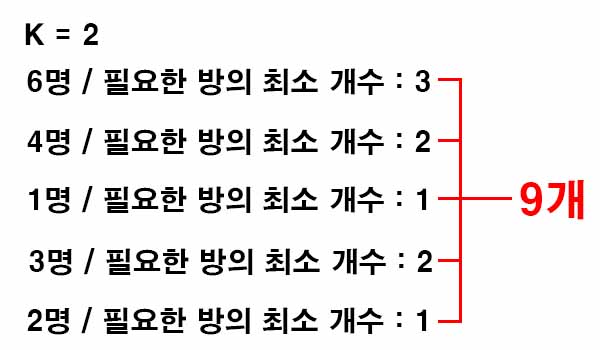 K = 2
6명 / 필요한 방의 최소 개수 : 3
4명 / 필요한 방의 최소 개수 : 2
1명 / 필요한 방의 최소 개수 : 1
9개
3명 / 필요한 방의 최소 개수 : 2
2명 / 필요한 방의 최소 개수 : 1